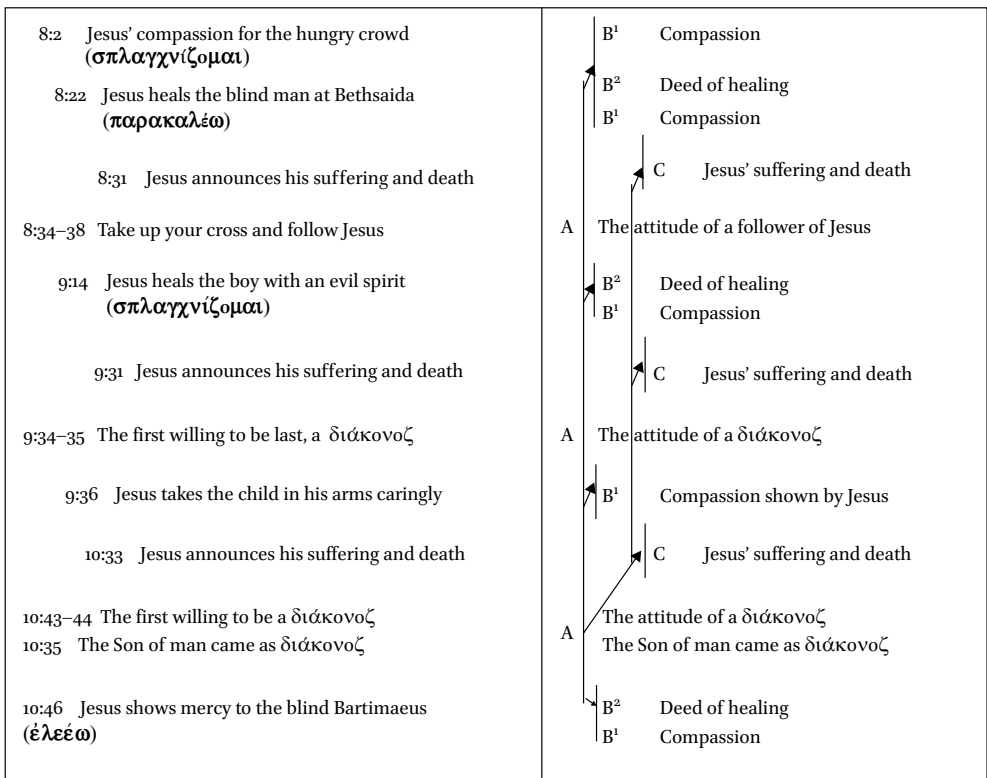 8:2 Jesus’ compassion for the hungry crowd
(σπλαγχνίζομαι)
8:22 Jesus heals the blind man at Bethsaida
(παρακαλέω)
8:31 Jesus announces his suffering and death
8:34–38 Take up your cross and follow Jesus
9:14 Jesus heals the boy with an evil spirit
(σπλαγχνίζομαι)
9:31 Jesus announces his suffering and death
9:34–35 The first willing to be last, a διάκονοζ
9:36 Jesus takes the child in his arms caringly
10:33 Jesus announces his suffering and death
10:43–44 The first willing to be a διάκονοζ
10:35 The Son of man came as διάκονοζ
10:46 Jesus shows mercy to the blind Bartimaeus
(ἐλεέω)
B¹ Compassion
B² Deed of healing
B¹ Compassion
C Jesus’ suffering and death
A The attitude of a follower of Jesus
B² Deed of healing
B¹ Compassion
C Jesus’ suffering and death
A The attitude of a διάκονοζ
B¹ Compassion shown by Jesus
C Jesus’ suffering and death
A The attitude of a διάκονοζ
The Son of man came as διάκονοζ
B² Deed of healing
B¹ Compassion